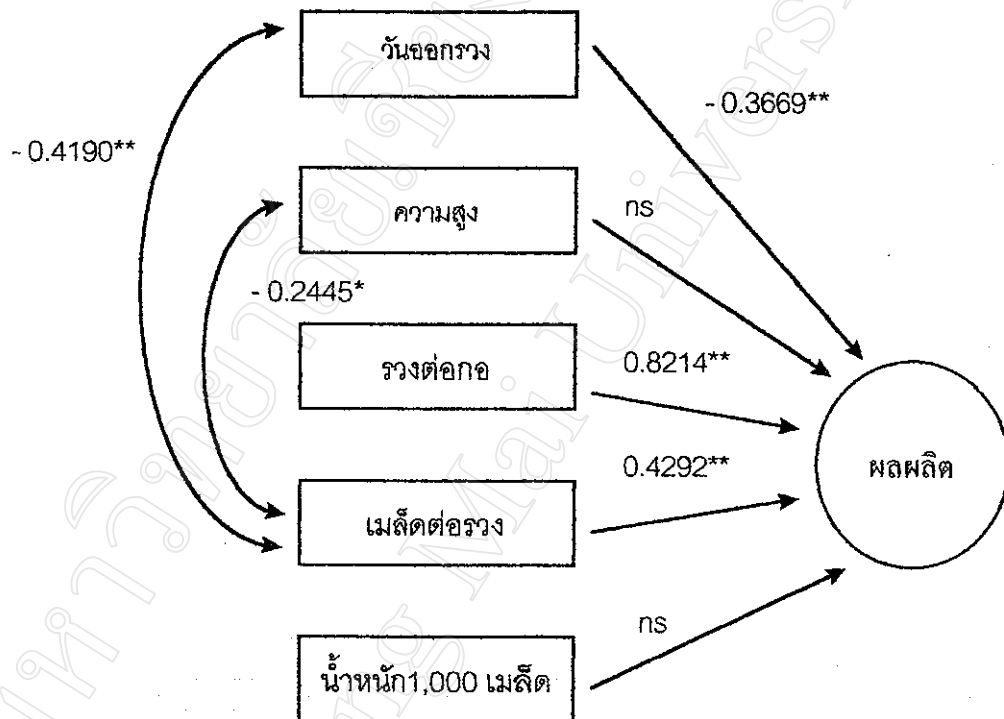 วันออกรวง
- 0.3669**
- 0.4190**
ความสูง
ns
- 0.2445*
รวงต่อกอ
0.8214**
ผลผลิต
0.4292**
เมล็ดต่อรวง
ns
น้ำหนัก1,000 เมล็ด